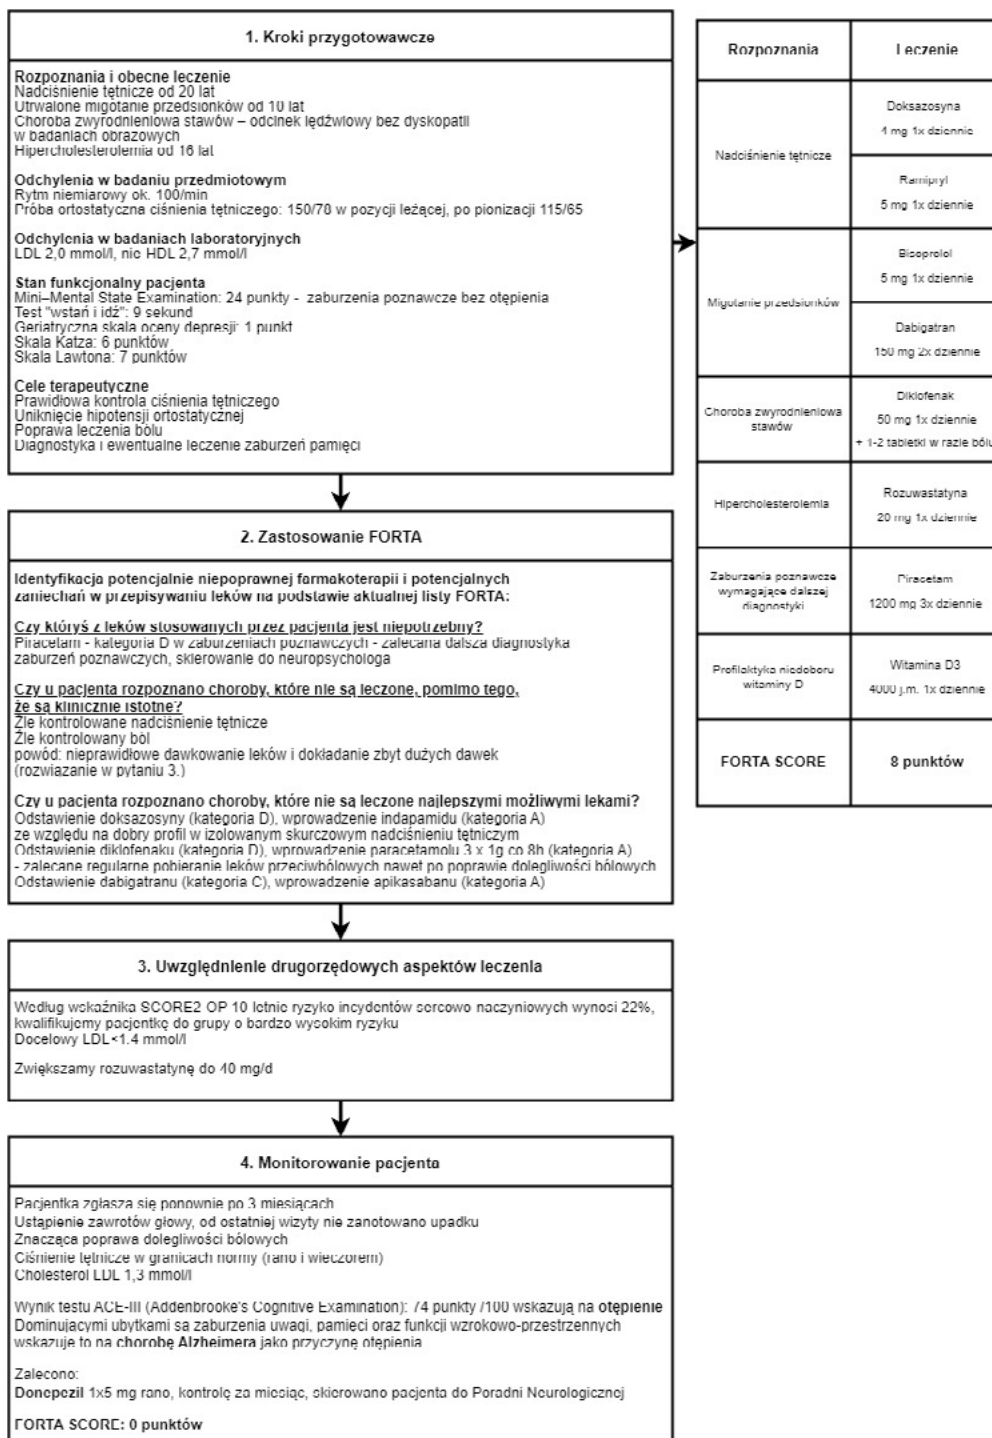 1. Kroki przygotowawcze
Rozpoznania i obecne leczenie
Nadciśnienie tętnicze od 20 lat
Utrwalone migotanie przedsionków od 10 lat
Choroba zwyrodnieniowa stawów – odcinek lędźwiowy bez dyskopatii
w badaniach obrazowych
Hipercholesterolemia od 16 lat
Odchylenia w badaniu przedmiotowym
Rytm niemiarowy ok. 100/min
Próba ortostatyczna ciśnienia tętniczego: 150/70 w pozycji leżącej, po pionizacji 115/65
Odchylenia w badaniach laboratoryjnych
LDL 2,0 mmol/l, nie HDL 2,7 mmol/l
Stan funkcjonalny pacjenta
Mini–Mental State Examination: 24 punkty - zaburzenia poznawcze bez otępienia
Test "wstań i idź": 9 sekund
Geriatryczna skala oceny depresji: 1 punkt
Skala Katza: 6 punktów
Skala Lawtona: 7 punktów
Cele terapeutyczne
Prawidłowa kontrola ciśnienia tętniczego
Uniknięcie hipotensji ortostatycznej
Poprawa leczenia bólu
Diagnostyka i ewentualne leczenie zaburzeń pamięci
2. Zastosowanie FORTA
Identyfikacja potencjalnie niepoprawnej farmakoterapii i potencjalnych
zaniechań w przepisywaniu leków na podstawie aktualnej listy FORTA:
Czy któryś z leków stosowanych przez pacjenta jest niepotrzebny?
Piracetam - kategoria D w zaburzeniach poznawczych - zalecana dalsza diagnostyka
zaburzeń poznawczych, skierowanie do neuropsychologa
Czy u pacjenta rozpoznano choroby, które nie są leczone, pomimo tego,
że są klinicznie istotne?
Źle kontrolowane nadciśnienie tętnicze
Źle kontrolowany ból
powód: nieprawidłowe dawkowanie leków i dokładanie zbyt dużych dawek
(rozwiązanie w pytaniu 3.)
Czy u pacjenta rozpoznano choroby, które nie są leczone najlepszymi możliwymi lekami?
Odstawienie doksazosyny (kategoria D), wprowadzenie indapamidu (kategoria A)
ze względu na dobry profil w izolowanym skurczowym nadciśnieniu tętniczym
Odstawienie diklofenaku (kategoria D), wprowadzenie paracetamolu 3 x 1g co 8h (kategoria A)
- zalecane regularne pobieranie leków przeciwbólowych nawet po poprawie dolegliwości bólowych
Odstawienie dabigatranu (kategoria C), wprowadzenie apiksabanu (kategoria A)
3. Uwzględnienie drugorzędowych aspektów leczenia
Według wskaźnika SCORE2 OP 10 letnie ryzyko incydentów sercowo naczyniowych wynosi 22%,
kwalifikujemy pacjentkę do grupy o bardzo wysokim ryzyku
Docelowy LDL<1.4 mmol/l
Zwiększamy rozuwastatynę do 40 mg/d
4. Monitorowanie pacjenta
Pacjentka zgłasza się ponownie po 3 miesiącach
Ustąpienie zawrotów głowy, od ostatniej wizyty nie zanotowano upadku
Znacząca poprawa dolegliwości bólowych
Ciśnienie tętnicze w granicach normy (rano i wieczorem)
Cholesterol LDL 1,3 mmol/l
Wynik testu ACE-III (Addenbrooke's Cognitive Examination): 74 punkty /100 wskazują na otępienie
Dominującymi ubytkami są zaburzenia uwagi, pamięci oraz funkcji wzrokowo-przestrzennych
wskazuje to na chorobę Alzheimera jako przyczynę otępienia
Zalecono:
Donepezil 1x5 mg rano, kontrolę za miesiąc, skierowano pacjenta do Poradni Neurologicznej
FORTA SCORE: 0 punktów
Rozpoznania Leczenie
Nadciśnienie tętnicze
Doksazosyna
4 mg 1x dziennie
Ramipryl
5 mg 1x dziennie
Migotanie przedsionków
Bisoprolol
5 mg 1x dziennie
Dabigatran
150 mg 2x dziennie
Choroba zwyrodnieniowa
stawów
Diklofenak
50 mg 1x dziennie
+ 1-2 tabletki w razie bólu
Hipercholesterolemia
Rozuwastatyna
20 mg 1x dziennie
Zaburzenia poznawcze
wymagające dalszej
diagnostyki
Piracetam
1200 mg 3x dziennie
Profilaktyka niedoboru
witaminy D
Witamina D3
4000 j.m. 1x dziennie
FORTA SCORE 8 punktów